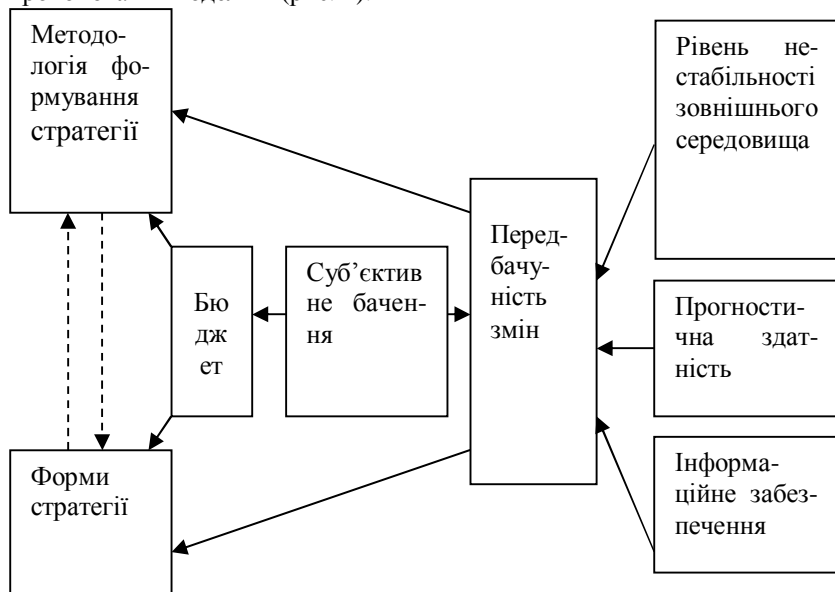 Методо-
логія фо-
рмування
стратегії
Рівень не-
стабільності
зовнішнього
середовища
Перед-
бачу-
ність
змін
Суб’єктив
не бачен-
ня
Бю
дж
ет
Прогности-
чна здат-
ність
Форми
стратегії
Інформа-
ційне забез-
печення